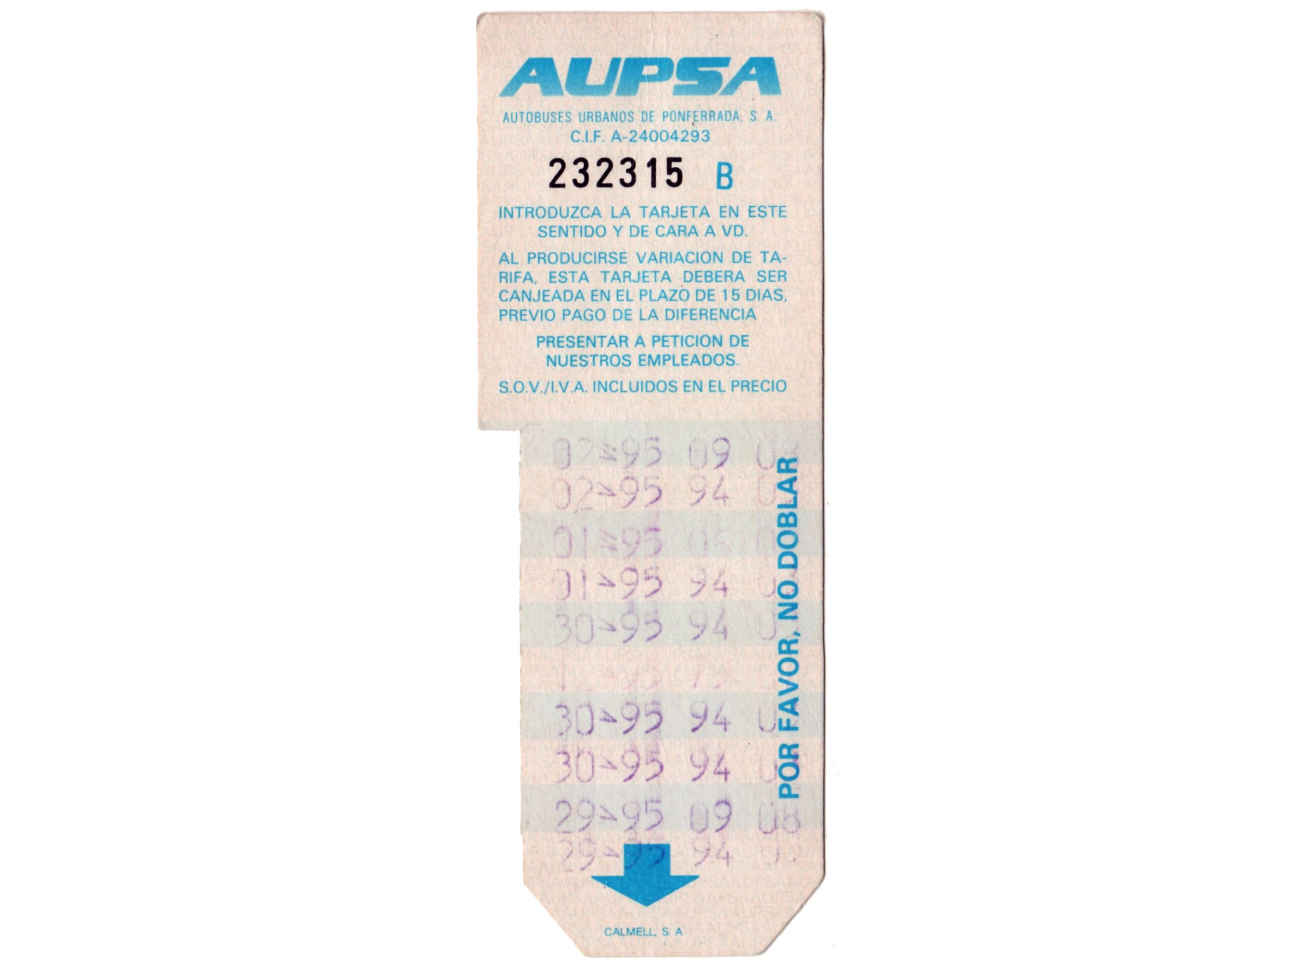 AUPSA
AUTOBUSES URBANOS DE PONFERRADA, S. A.
C.I.F. A-24004293
232315 B
INTRODUZCA LA TARJETA EN ESTE
SENTIDO Y DE CARA A VD.
AL PRODUCIRSE VARIACION DE TA-
RIFA, ESTA TARJETA DEBERA SER
CANJEADA EN EL PLAZO DE 15 DIAS,
PREVIO PAGO DE LA DIFERENCIA
PRESENTAR A PETICION DE
NUESTROS EMPLEADOS.
S.O.V./I.V.A. INCLUIDOS EN EL PRECIO
02 95 09
02 95 94
01 95
01 95 94
30 95 94
30 95 94
30 95 94
29 95 09 08
29 94
POR FAVOR, NO DOBLAR
CALMELL, S. A